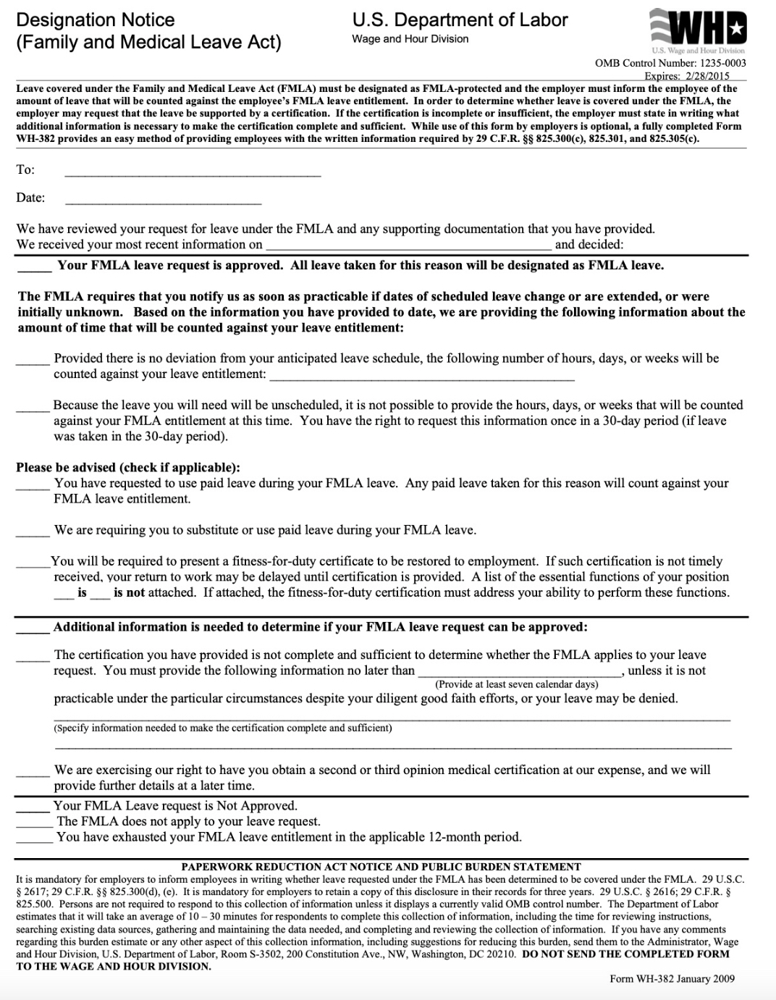 Designation Notice
(Family and Medical Leave Act)
U.S. Department of Labor
Wage and Hour Division
WHD
U.S. Wage and Hour Division
OMB Control Number: 1235-0003
Expires: 2/28/2015
Leave covered under the Family and Medical Leave Act (FMLA) must be designated as FMLA-protected and the employer must inform the employee of the
amount of leave that will be counted against the employee's FMLA leave entitlement. In order to determine whether leave is covered under the FMLA, the
employer may request that the leave be supported by a certification. If the certification is incomplete or insufficient, the employer must state in writing what
additional information is necessary to make the certification complete and sufficient. While use of this form by employers is optional, a fully completed Form
WH-382 provides an easy method of providing employees with the written information required by 29 C.F.R. §§ 825.300(c), 825.301, and 825.305(c).
To: ______________________________________
Date: _____________________________
We have reviewed your request for leave under the FMLA and any supporting documentation that you have provided.
We received your most recent information on __________________________________________ and decided:
_____ Your FMLA leave request is approved. All leave taken for this reason will be designated as FMLA leave.
The FMLA requires that you notify us as soon as practicable if dates of scheduled leave change or are extended, or were
initially unknown. Based on the information you have provided to date, we are providing the following information about the
amount of time that will be counted against your leave entitlement:
_____ Provided there is no deviation from your anticipated leave schedule, the following number of hours, days, or weeks will be
counted against your leave entitlement: _____________________________________________
_____ Because the leave you will need will be unscheduled, it is not possible to provide the hours, days, or weeks that will be counted
against your FMLA entitlement at this time. You have the right to request this information once in a 30-day period (if leave
was taken in the 30-day period).
Please be advised (check if applicable):
_____ You have requested to use paid leave during your FMLA leave. Any paid leave taken for this reason will count against your
FMLA leave entitlement.
_____ We are requiring you to substitute or use paid leave during your FMLA leave.
_____You will be required to present a fitness-for-duty certificate to be restored to employment. If such certification is not timely
received, your return to work may be delayed until certification is provided. A list of the essential functions of your position
___ is ___ is not attached. If attached, the fitness-for-duty certification must address your ability to perform these functions.
_____ Additional information is needed to determine if your FMLA leave request can be approved:
_____ The certification you have provided is not complete and sufficient to determine whether the FMLA applies to your leave
request. You must provide the following information no later than ______________________________, unless it is not
(Provide at least seven calendar days)
practicable under the particular circumstances despite your diligent good faith efforts, or your leave may be denied.
____________________________________________________________________________________________________
(Specify information needed to make the certification complete and sufficient)
____________________________________________________________________________________________________
_____ We are exercising our right to have you obtain a second or third opinion medical certification at our expense, and we will
provide further details at a later time.
_____ Your FMLA Leave request is Not Approved.
_____ The FMLA does not apply to your leave request.
_____ You have exhausted your FMLA leave entitlement in the applicable 12-month period.
PAPERWORK REDUCTION ACT NOTICE AND PUBLIC BURDEN STATEMENT
It is mandatory for employers to inform employees in writing whether leave requested under the FMLA has been determined to be covered under the FMLA. 29 U.S.C.
§ 2617; 29 C.F.R. §§ 825.300(d), (e). It is mandatory for employers to retain a copy of this disclosure in their records for three years. 29 U.S.C. § 2616; 29 C.F.R. §
825.500. Persons are not required to respond to this collection of information unless it displays a currently valid OMB control number. The Department of Labor
estimates that it will take an average of 10 – 30 minutes for respondents to complete this collection of information, including the time for reviewing instructions,
searching existing data sources, gathering and maintaining the data needed, and completing and reviewing the collection of information. If you have any comments
regarding this burden estimate or any other aspect of this collection information, including suggestions for reducing this burden, send them to the Administrator, Wage
and Hour Division, U.S. Department of Labor, Room S-3502, 200 Constitution Ave., NW, Washington, DC 20210. DO NOT SEND THE COMPLETED FORM
TO THE WAGE AND HOUR DIVISION.
Form WH-382 January 2009